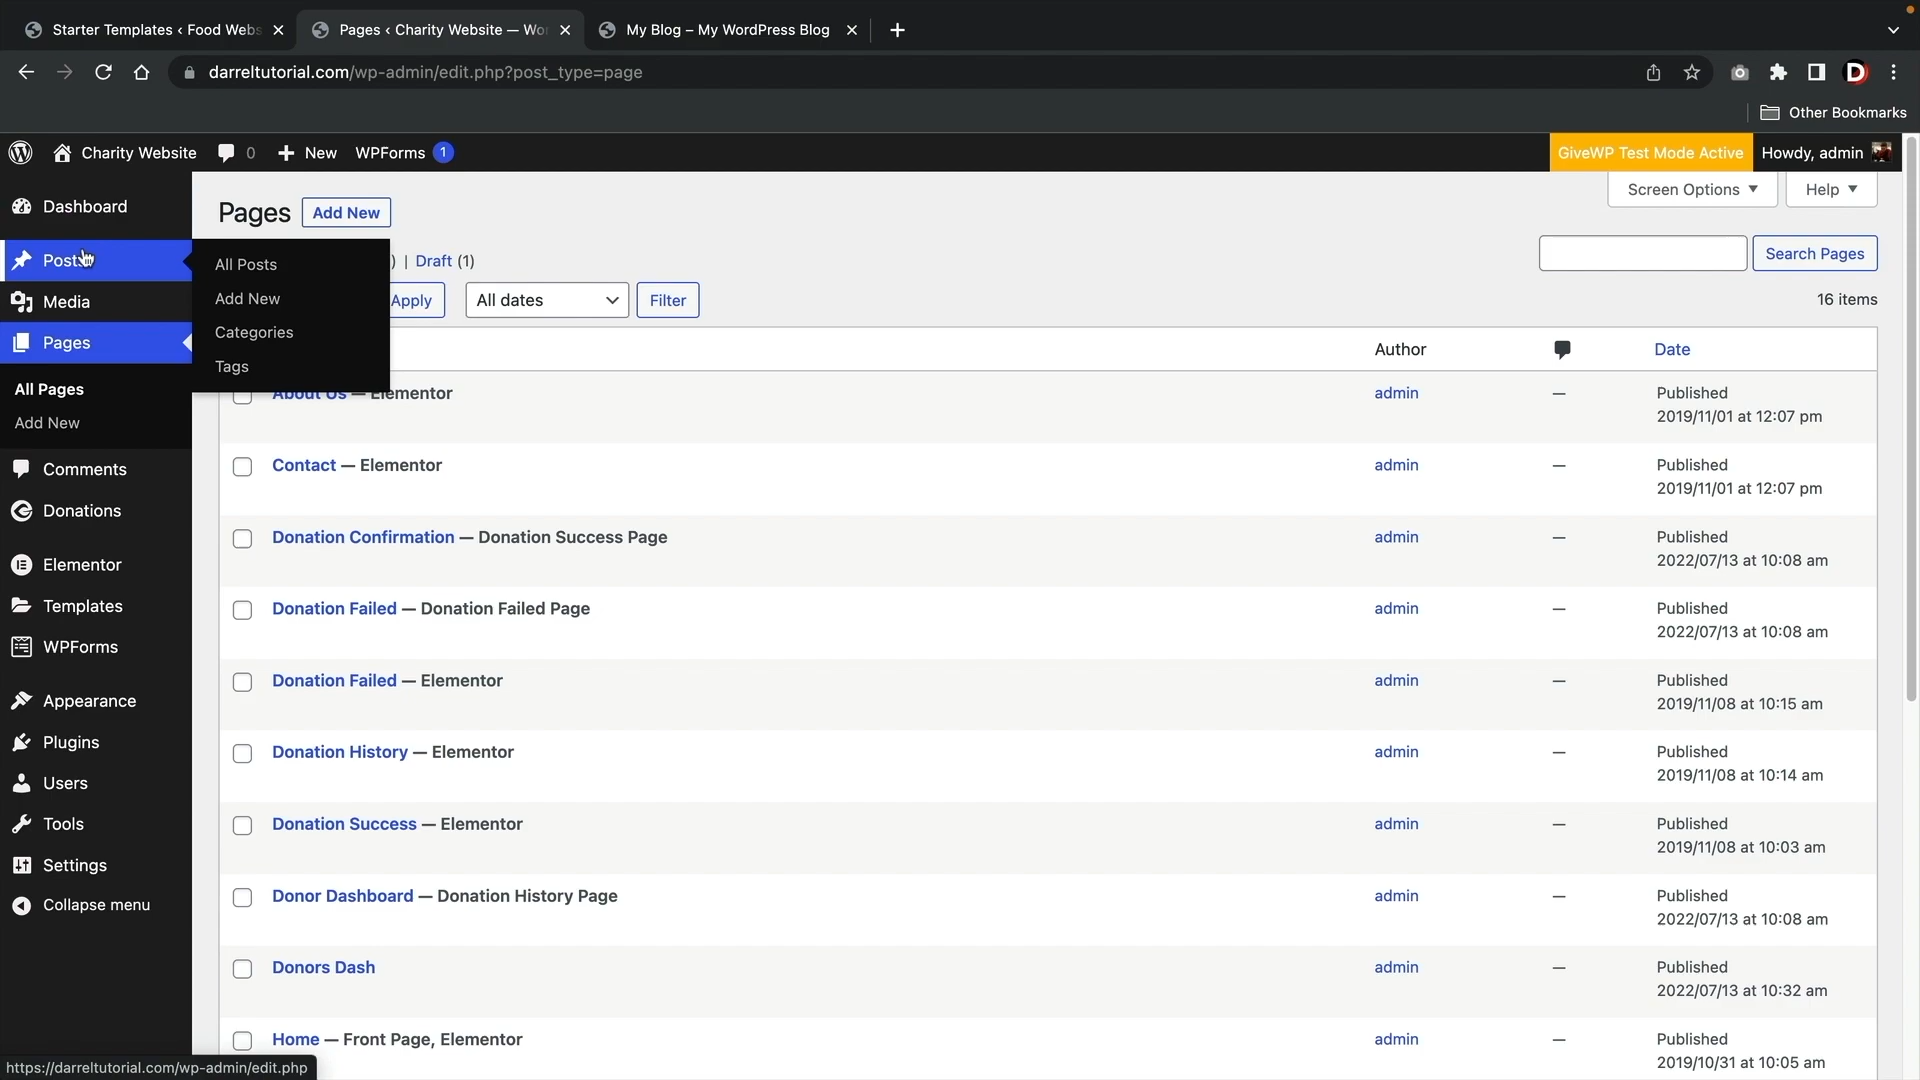 Starter Templates ‹ Food Webs
Pages ‹ Charity Website — Wor
My Blog – My WordPress Blog
darreltutorial.com/wp-admin/edit.php?post_type=page
Other Bookmarks
Charity Website
0
New
WPForms 1
GiveWP Test Mode Active
Howdy, admin
Dashboard
Posts
Media
Pages
All Pages
Add New
Comments
Donations
Elementor
Templates
WPForms
Appearance
Plugins
Users
Tools
Settings
Collapse menu
All Posts
Add New
Categories
Tags
Pages
Add New
Screen Options
Help
) | Draft (1)
Search Pages
Apply
All dates
Filter
16 items
Author
Date
About Us — Elementor
admin
—
Published
2019/11/01 at 12:07 pm
Contact — Elementor
admin
—
Published
2019/11/01 at 12:07 pm
Donation Confirmation — Donation Success Page
admin
—
Published
2022/07/13 at 10:08 am
Donation Failed — Donation Failed Page
admin
—
Published
2022/07/13 at 10:08 am
Donation Failed — Elementor
admin
—
Published
2019/11/08 at 10:15 am
Donation History — Elementor
admin
—
Published
2019/11/08 at 10:14 am
Donation Success — Elementor
admin
—
Published
2019/11/08 at 10:03 am
Donor Dashboard — Donation History Page
admin
—
Published
2022/07/13 at 10:08 am
Donors Dash
admin
—
Published
2022/07/13 at 10:32 am
Home — Front Page, Elementor
admin
—
Published
2019/10/31 at 10:05 am
https://darreltutorial.com/wp-admin/edit.php